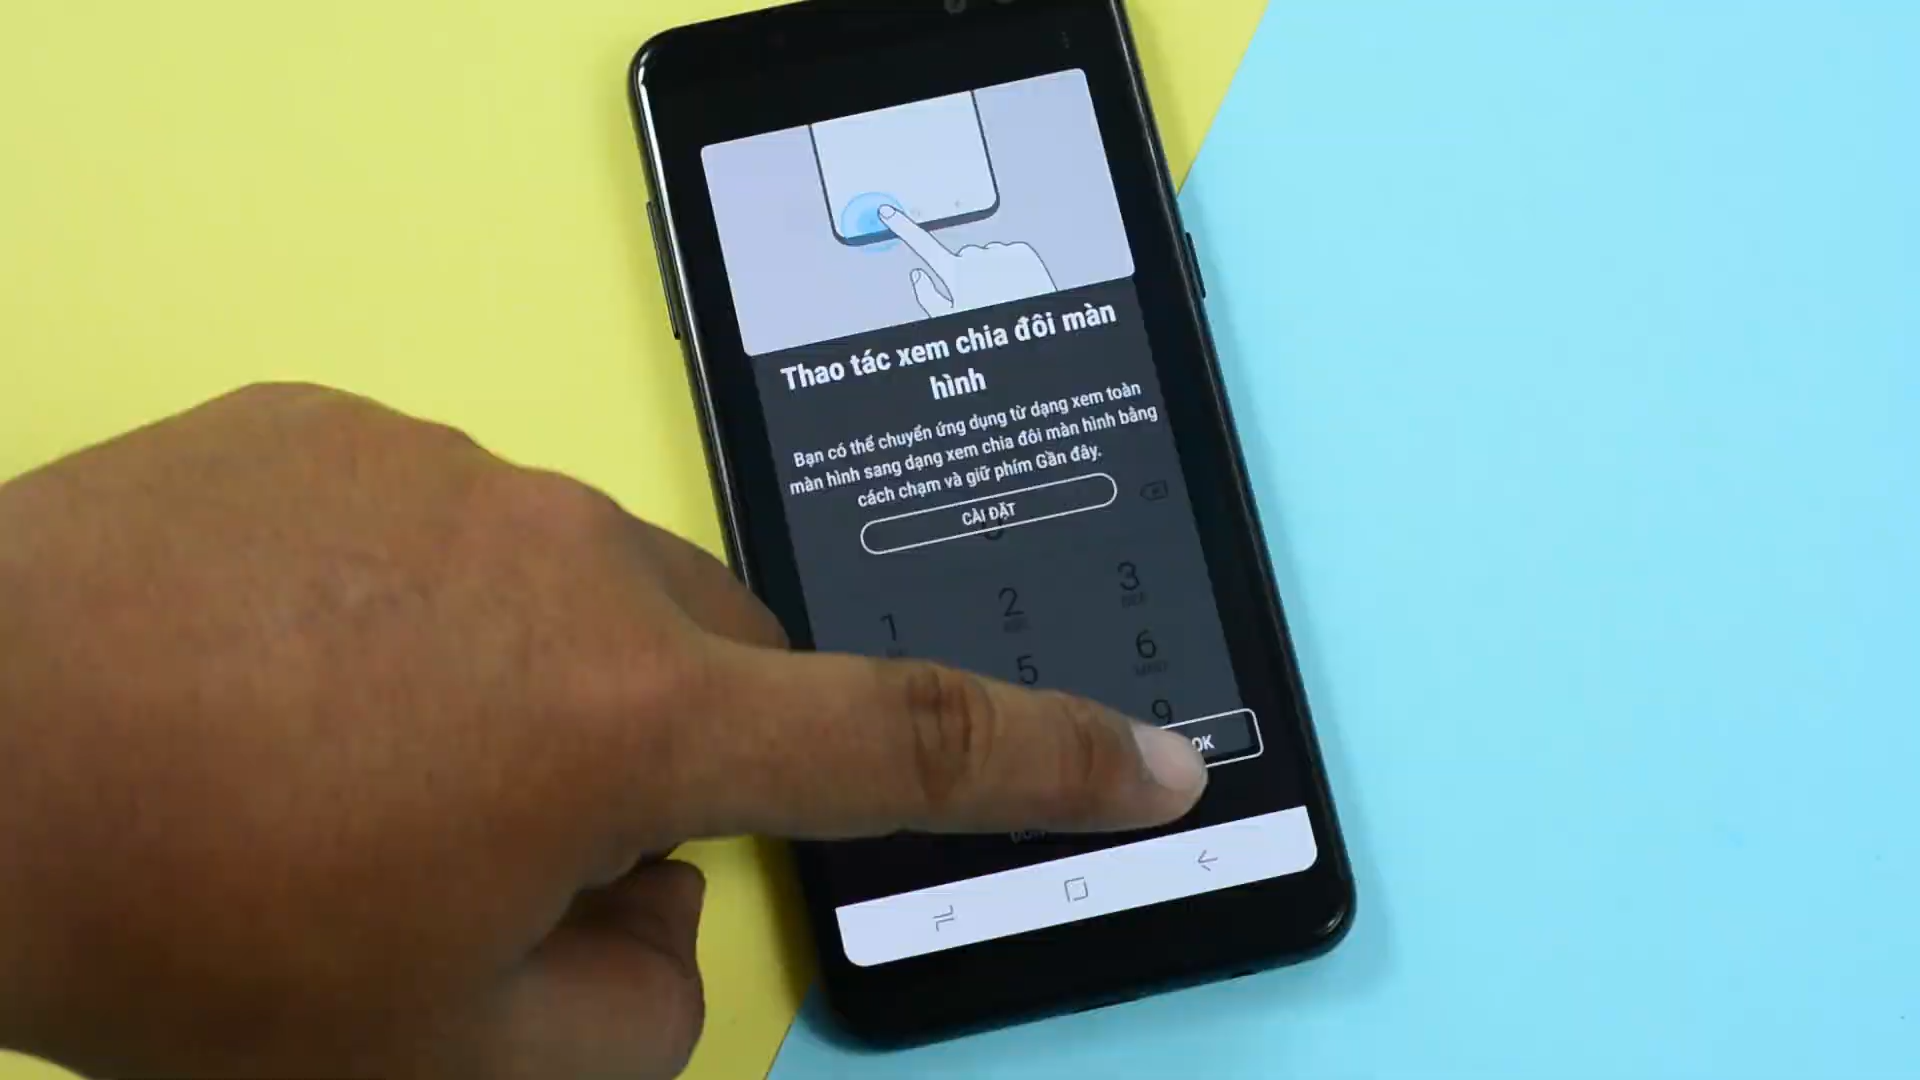 Thao tác xem chia đôi màn
hình
Bạn có thể chuyển ứng dụng từ dạng xem toàn
màn hình sang dạng xem chia đôi màn hình bằng
cách chạm và giữ phím Gần đây.
CÀI ĐẶT
1
2
3
DEF
5
6
MNO
9
OK